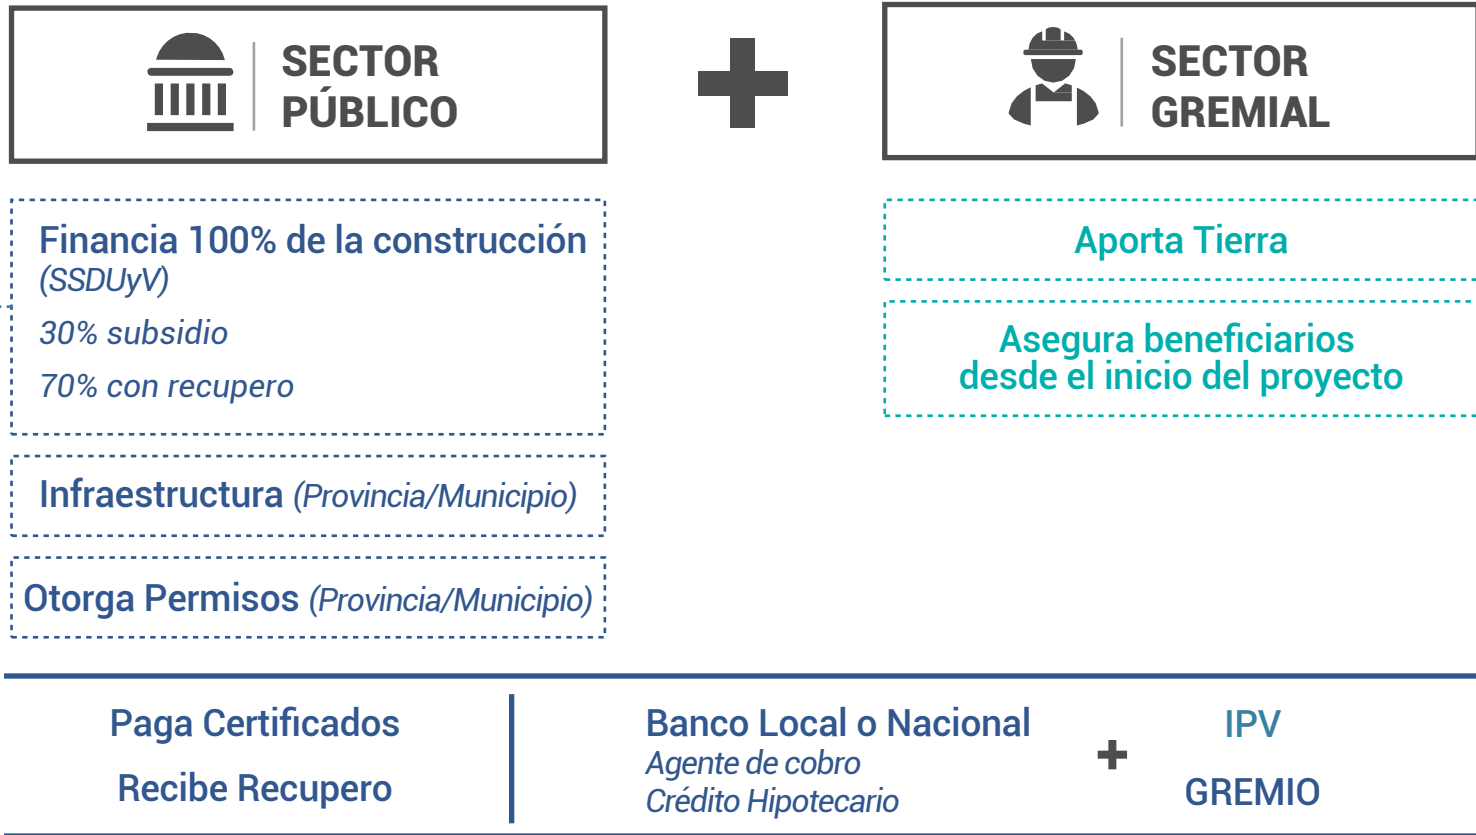 SECTOR
PÚBLICO
SECTOR
GREMIAL
Financia 100% de la construcción
(SSDUyV)
30% subsidio
70% con recupero
Infraestructura (Provincia/Municipio)
Otorga Permisos (Provincia/Municipio)
Aporta Tierra
Asegura beneficiarios
desde el inicio del proyecto
Paga Certificados
Recibe Recupero
Banco Local o Nacional
Agente de cobro
Crédito Hipotecario
+
IPV
GREMIO